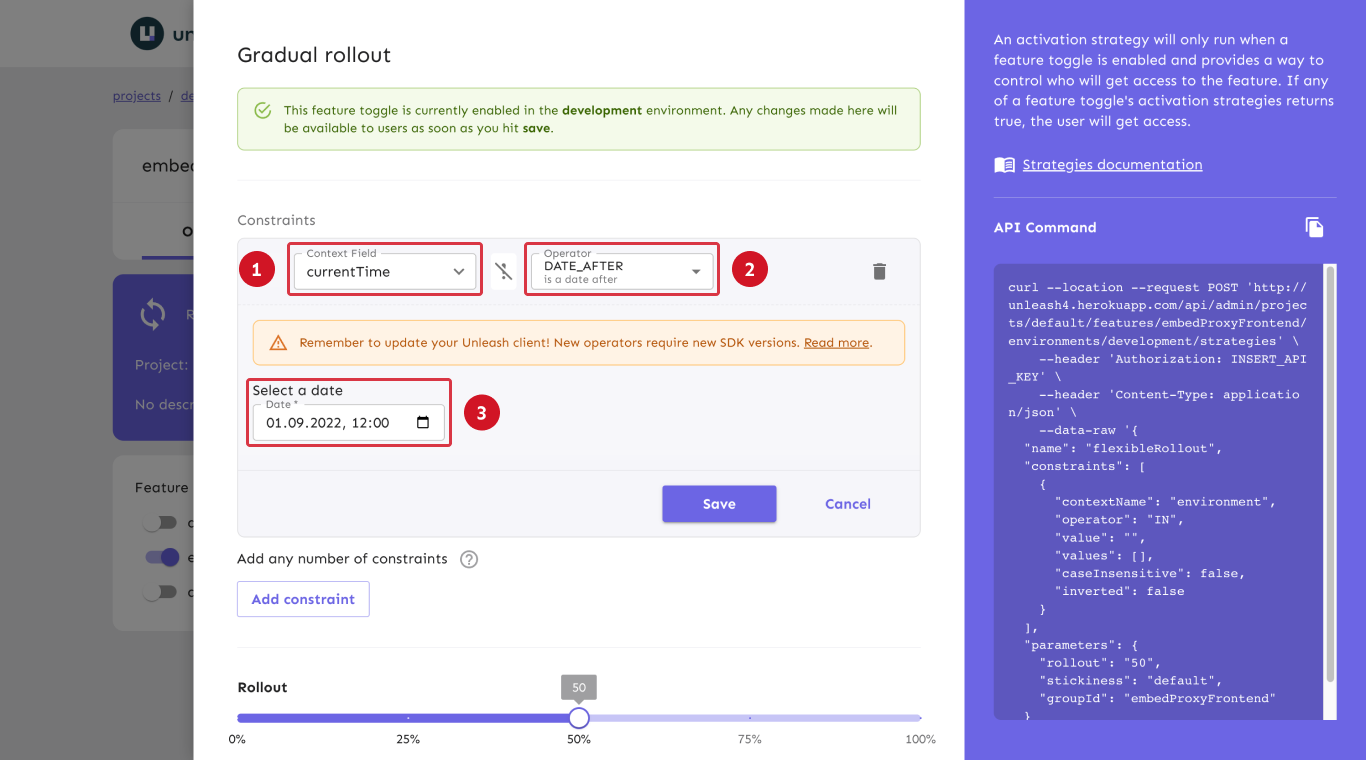 un
projects / de
embed
O
R
Project:
No descr
Feature
Gradual rollout
This feature toggle is currently enabled in the development environment. Any changes made here will
be available to users as soon as you hit save.
Constraints
1
Context Field
currentTime
Operator
DATE_AFTER
is a date after
2
Remember to update your Unleash client! New operators require new SDK versions. Read more.
Select a date
Date *
01.09.2022, 12:00
3
Save
Cancel
Add any number of constraints
Add constraint
Rollout
50
0%
25%
50%
75%
100%
An activation strategy will only run when a
feature toggle is enabled and provides a way to
control who will get access to the feature. If any
of a feature toggle's activation strategies returns
true, the user will get access.
Strategies documentation
API Command
curl --location --request POST 'http://
unleash4.herokuapp.com/api/admin/projec
ts/default/features/embedProxyFrontend/
environments/development/strategies' \
--header 'Authorization: INSERT_API
_KEY' \
--header 'Content-Type: applicatio
n/json' \
--data-raw '{
"name": "flexibleRollout",
"constraints": [
{
"contextName": "environment",
"operator": "IN",
"value": "",
"values": [],
"caseInsensitive": false,
"inverted": false
}
],
"parameters": {
"rollout": "50",
"stickiness": "default",
"groupId": "embedProxyFrontend"
}